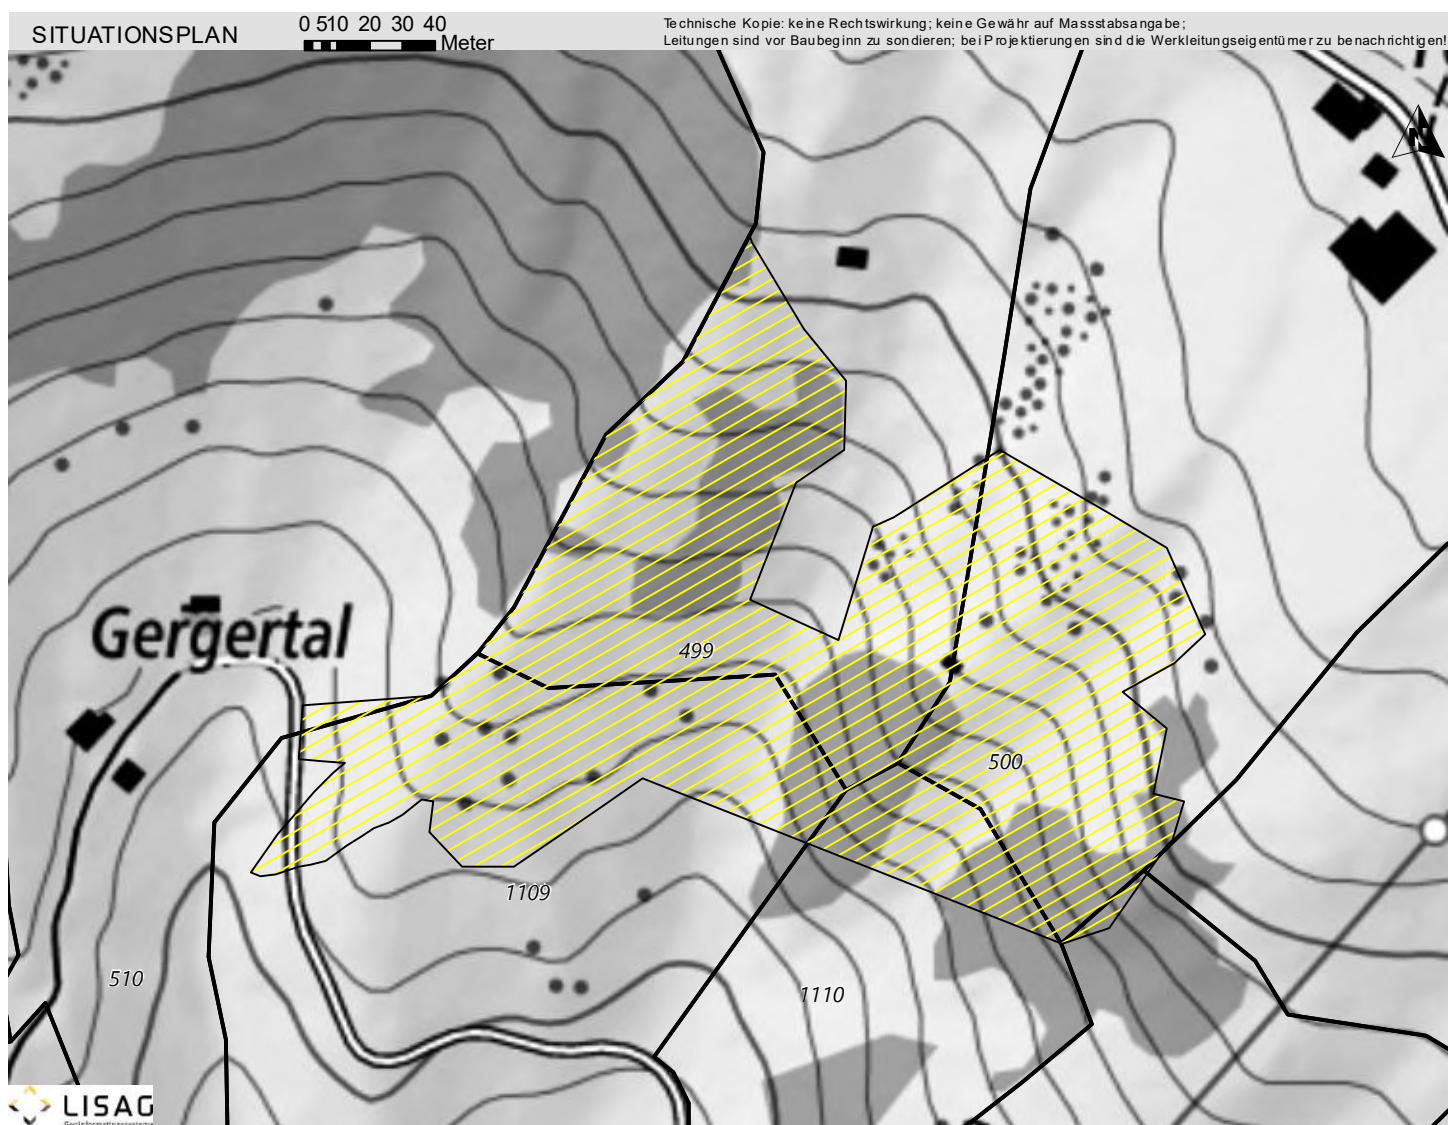 SITUATIONSPLAN
0 5 10 20 30 40
Meter
Technische Kopie: keine Rechtswirkung; keine Gewähr auf Massstabsangabe;
Leitungen sind vor Baubeginn zu sondieren; bei Projektierungen sind die Werkleitungseigentümer zu benachrichtigen!
N
Gergertal
499
500
1109
510
1110
LISAG